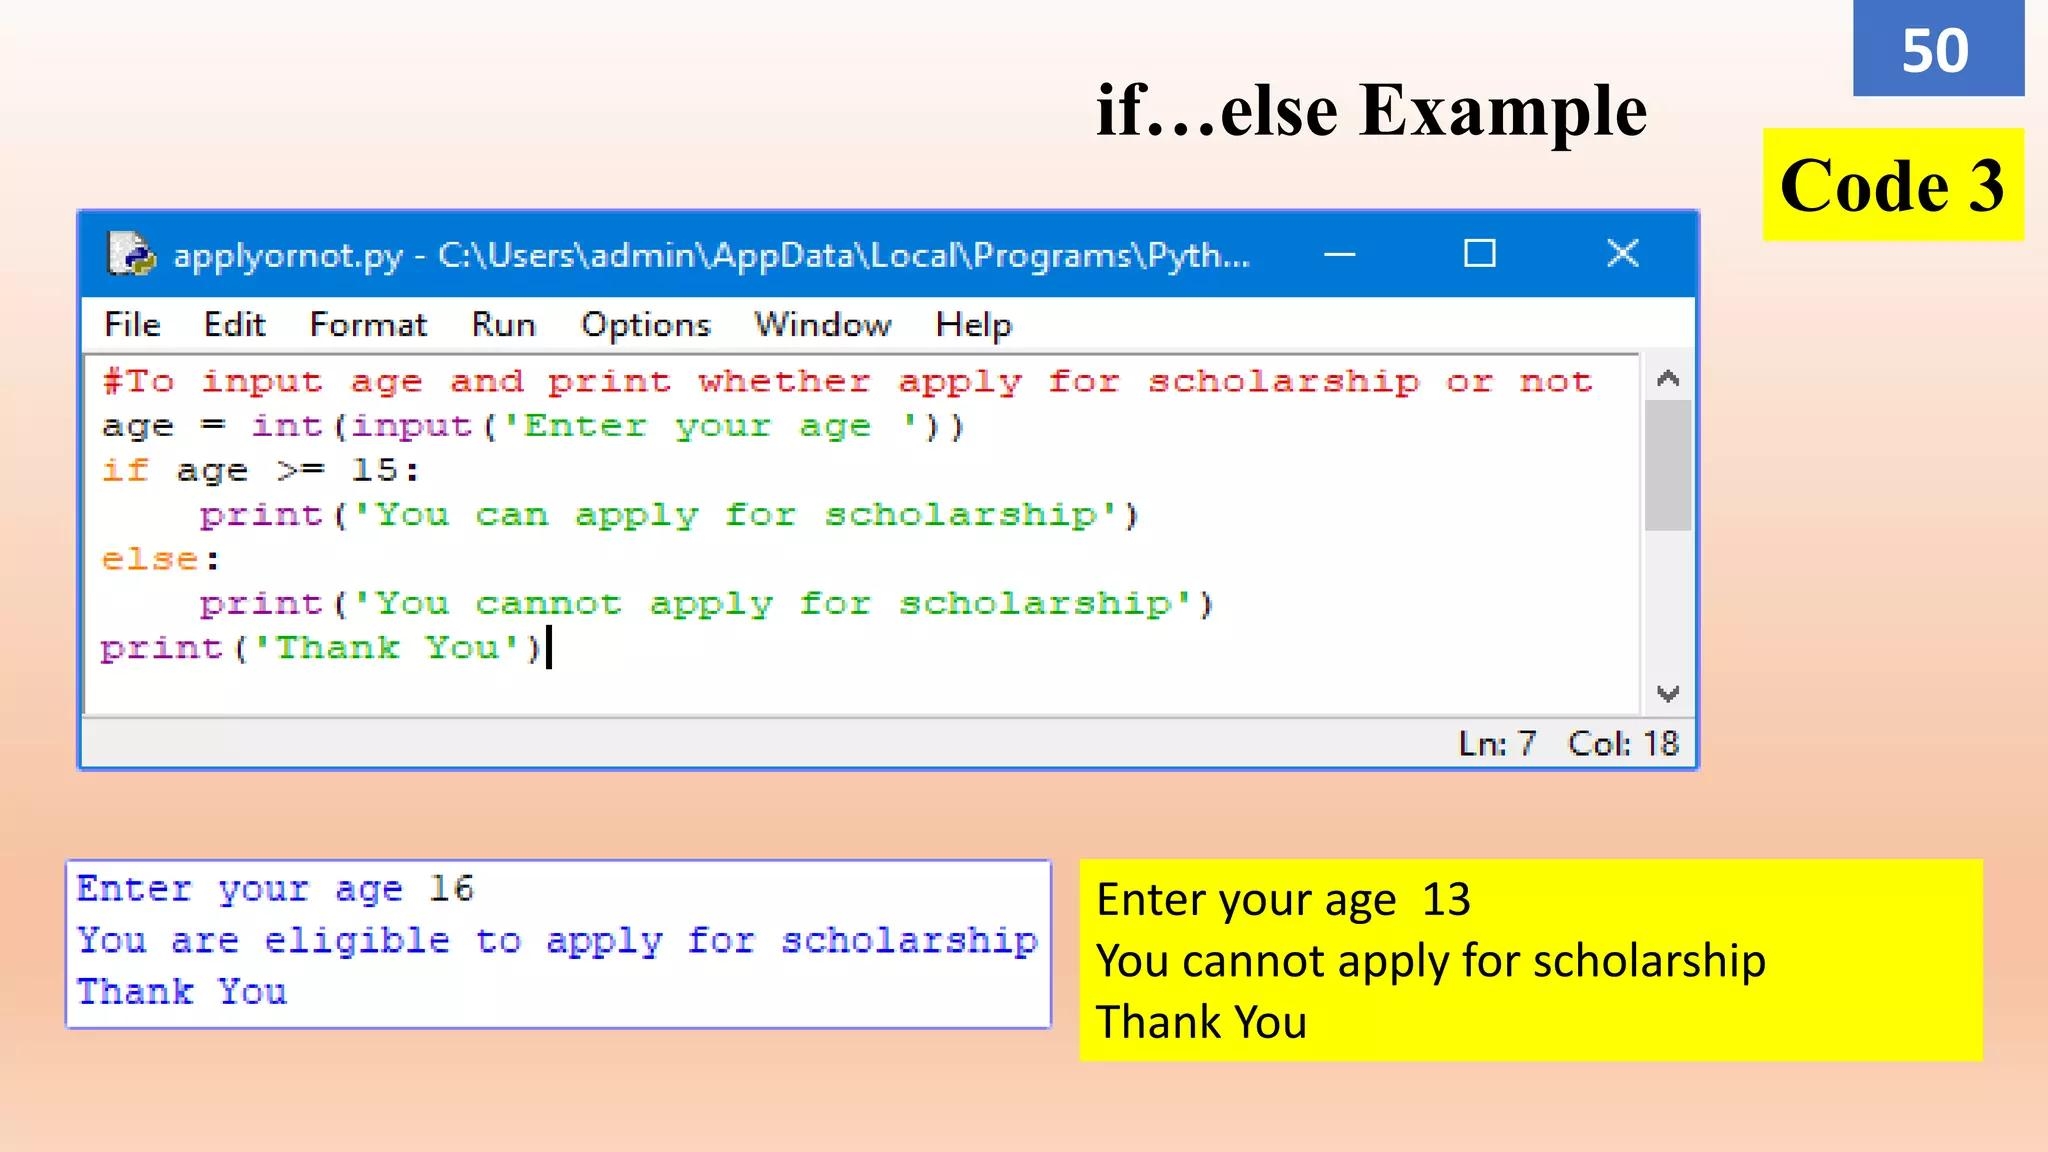 50
if…else Example
Code 3
applyornot.py - C:\Users\admin\AppData\Local\Programs\Pyth...
File Edit Format Run Options Window Help
#To input age and print whether apply for scholarship or not
age = int(input('Enter your age '))
if age >= 15:
    print('You can apply for scholarship')
else:
    print('You cannot apply for scholarship')
print('Thank You')
Ln: 7 Col: 18
Enter your age 16
You are eligible to apply for scholarship
Thank You
Enter your age  13
You cannot apply for scholarship
Thank You